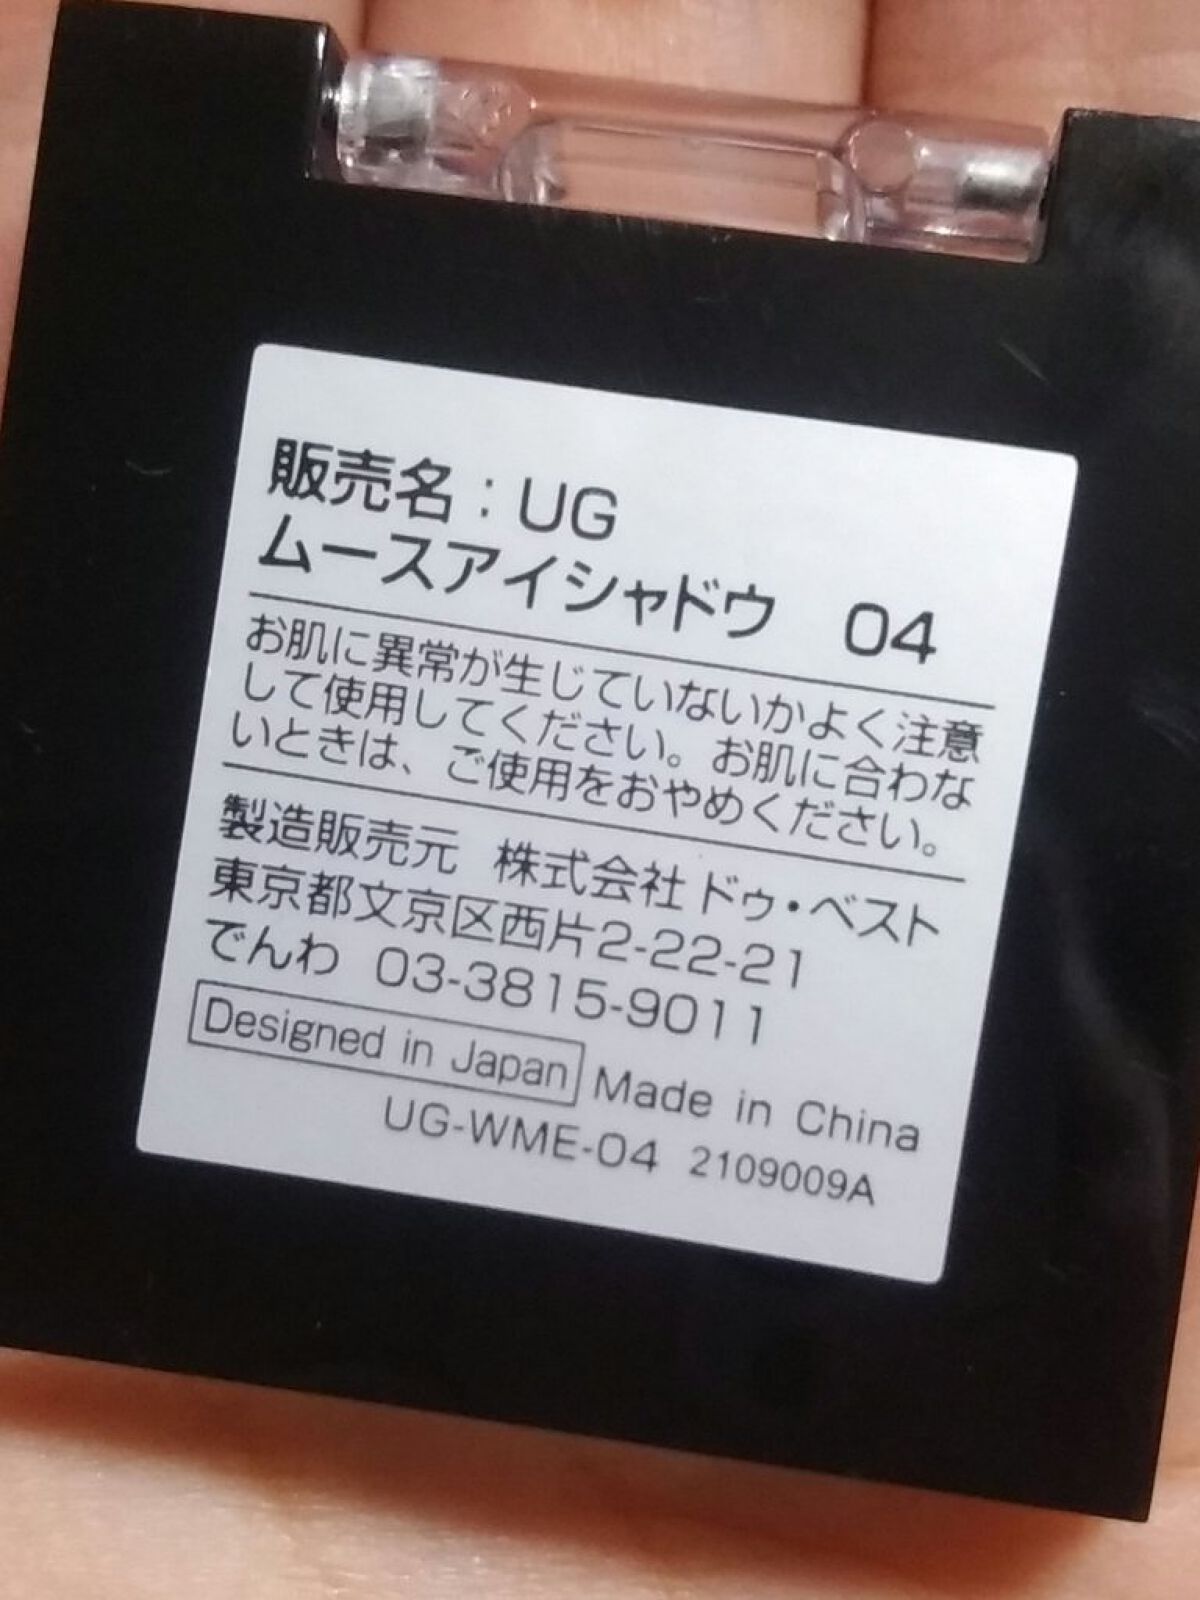 販売名：UG
ムースアイシャドウ　04
お肌に異常が生じていないかよく注意
して使用してください。お肌に合わな
いときは、ご使用をおやめください。
製造販売元　株式会社ドゥ・ベスト
東京都文京区西片2-22-21
でんわ　03-3815-9011
Designed in Japan Made in China
UG-WME-04 2109009A